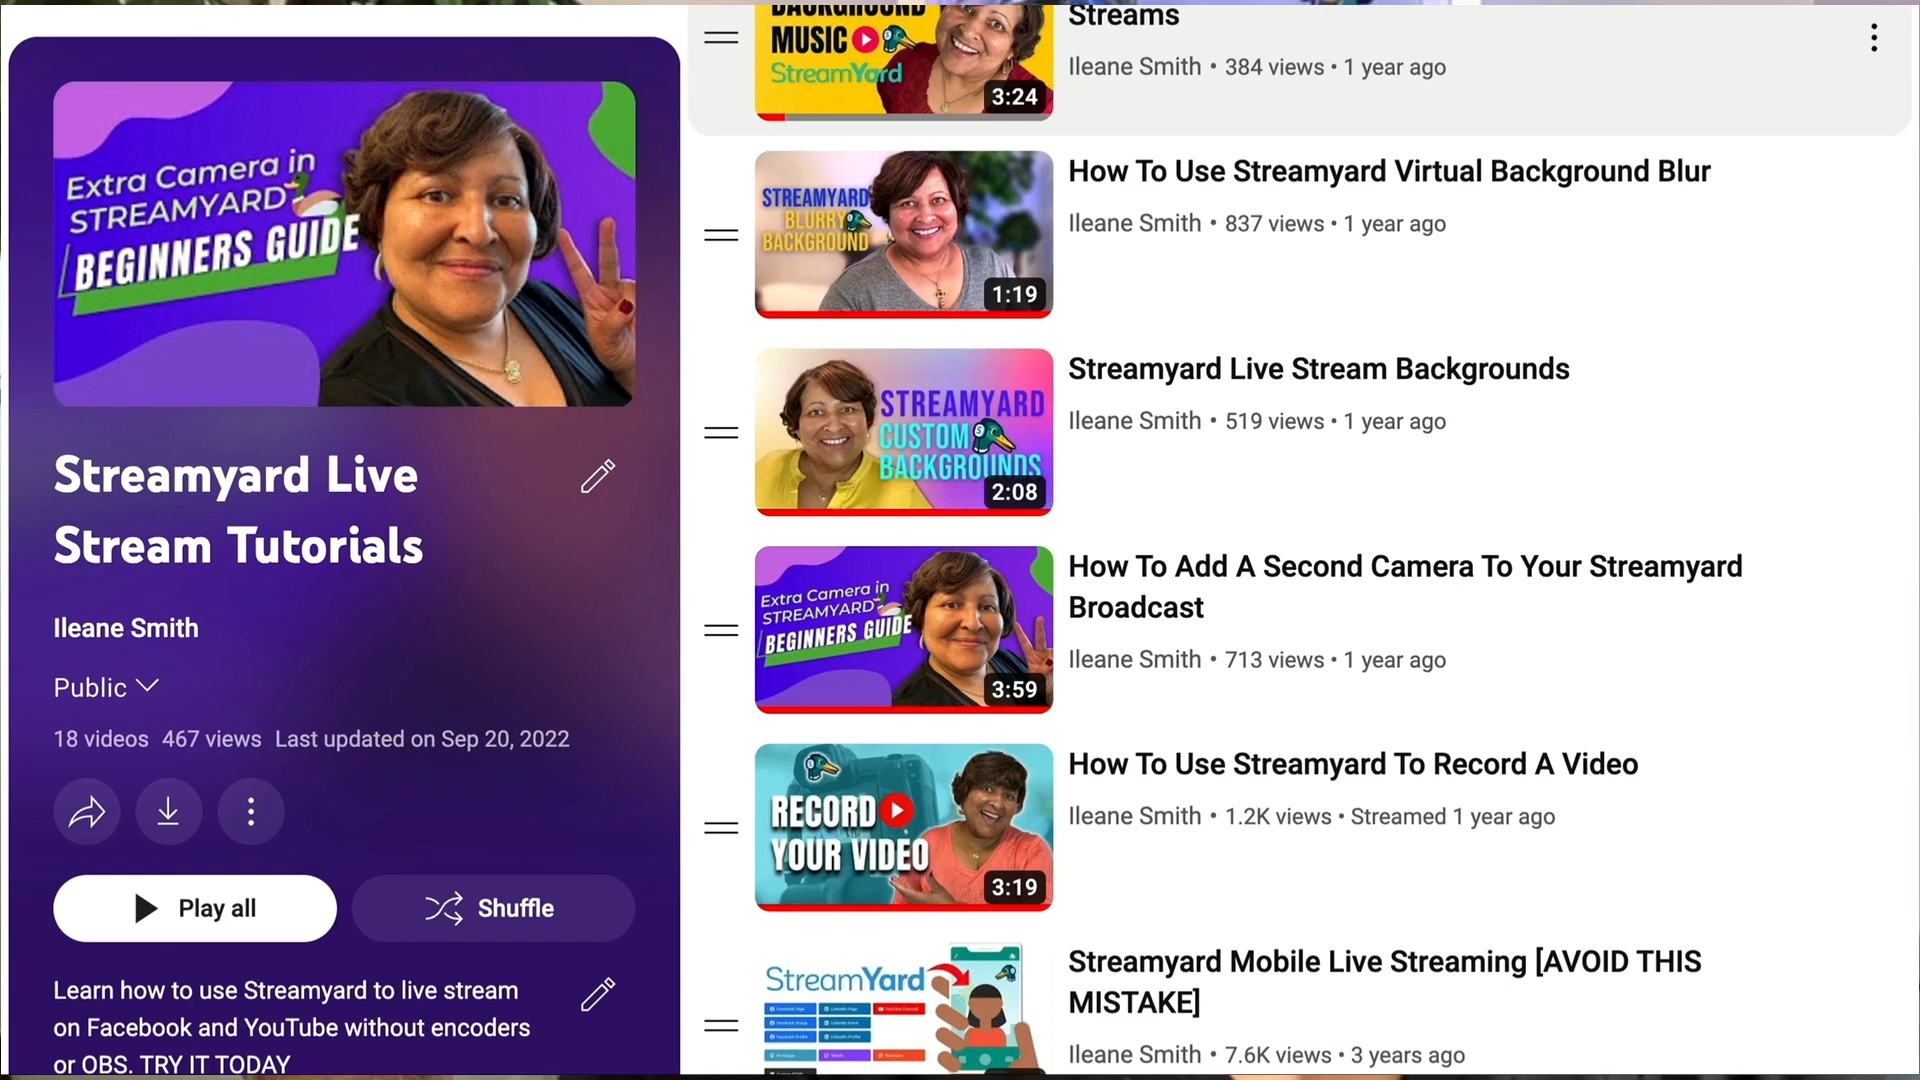 Extra Camera in
STREAMYARD
BEGINNERS GUIDE
Streamyard Live
Stream Tutorials
Ileane Smith
Public
18 videos 467 views Last updated on Sep 20, 2022
Play all
Shuffle
Learn how to use Streamyard to live stream
on Facebook and YouTube without encoders
or OBS. TRY IT TODAY
BACKGROUND
MUSIC
StreamYard
3:24
Streams
Ileane Smith • 384 views • 1 year ago
STREAMYARD
BLURRY
BACKGROUND
1:19
How To Use Streamyard Virtual Background Blur
Ileane Smith • 837 views • 1 year ago
STREAMYARD
CUSTOM
BACKGROUNDS
2:08
Streamyard Live Stream Backgrounds
Ileane Smith • 519 views • 1 year ago
Extra Camera in
STREAMYARD
BEGINNERS GUIDE
3:59
How To Add A Second Camera To Your Streamyard
Broadcast
Ileane Smith • 713 views • 1 year ago
RECORD
YOUR VIDEO
3:19
How To Use Streamyard To Record A Video
Ileane Smith • 1.2K views • Streamed 1 year ago
StreamYard
Streamyard Mobile Live Streaming [AVOID THIS
MISTAKE]
Ileane Smith • 7.6K views • 3 years ago